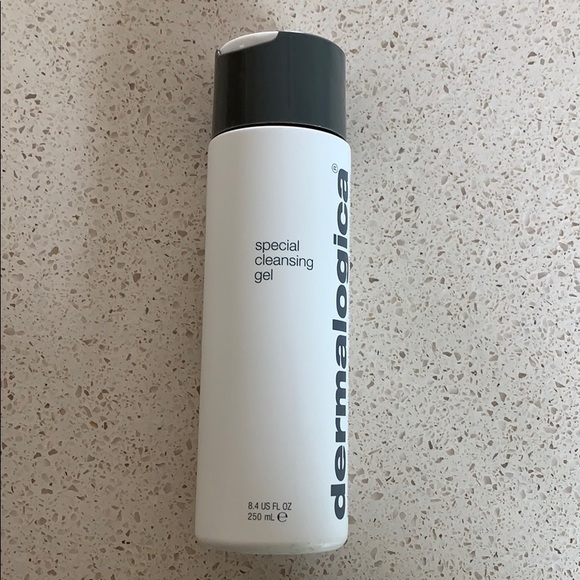 special
cleansing
gel
dermalogica®
8.4 US FL OZ
250 mL ℮